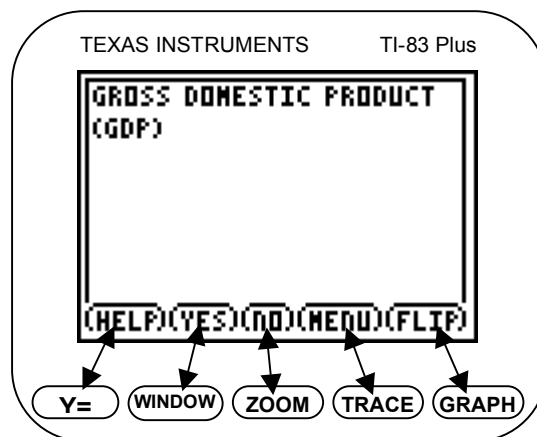 TEXAS INSTRUMENTS TI-83 Plus
GROSS DOMESTIC PRODUCT
(GDP)
(HELP)(YES)(NO)(MENU)(FLIP)
Y= WINDOW ZOOM TRACE GRAPH